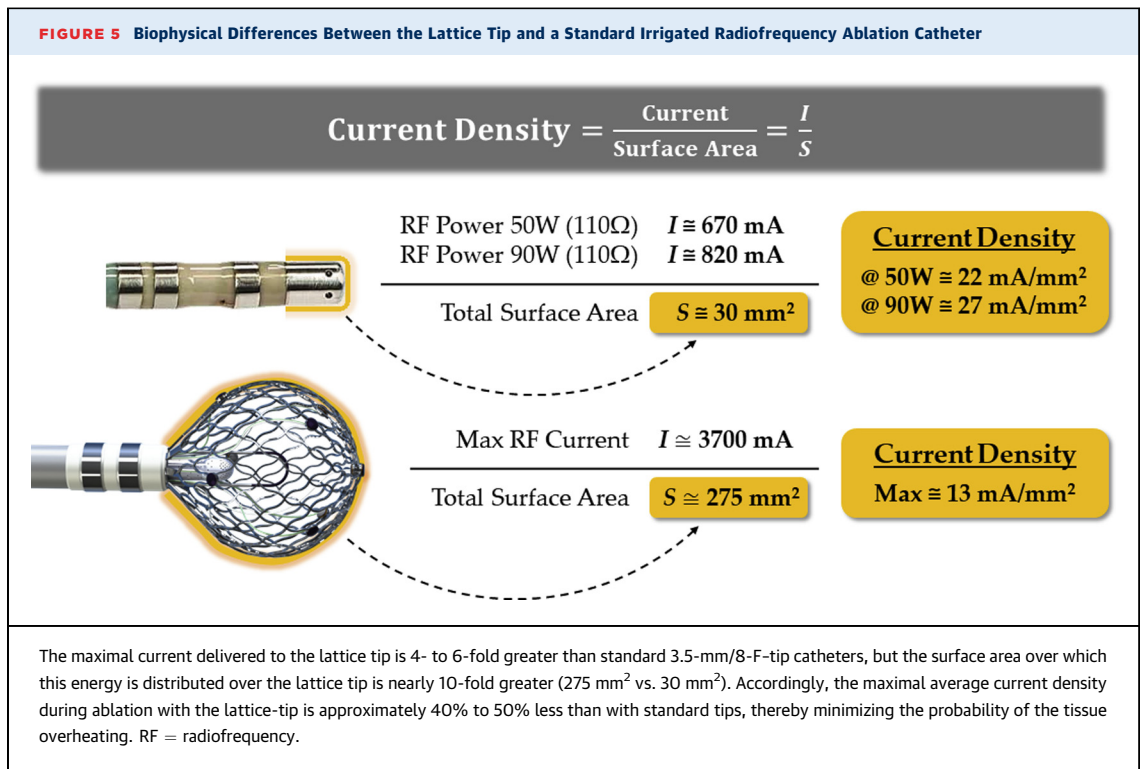 FIGURE 5 Biophysical Differences Between the Lattice Tip and a Standard Irrigated Radiofrequency Ablation Catheter
Current Density = Current / Surface Area = I / S
RF Power 50W (110Ω) I ≅ 670 mA
RF Power 90W (110Ω) I ≅ 820 mA
Total Surface Area S ≅ 30 mm²
Current Density
@ 50W ≅ 22 mA/mm²
@ 90W ≅ 27 mA/mm²
Max RF Current I ≅ 3700 mA
Total Surface Area S ≃ 275 mm²
Current Density
Max ≅ 13 mA/mm²
The maximal current delivered to the lattice tip is 4- to 6-fold greater than standard 3.5-mm/8-F-tip catheters, but the surface area over which
this energy is distributed over the lattice tip is nearly 10-fold greater (275 mm² vs. 30 mm²). Accordingly, the maximal average current density
during ablation with the lattice-tip is approximately 40% to 50% less than with standard tips, thereby minimizing the probability of the tissue
overheating. RF = radiofrequency.